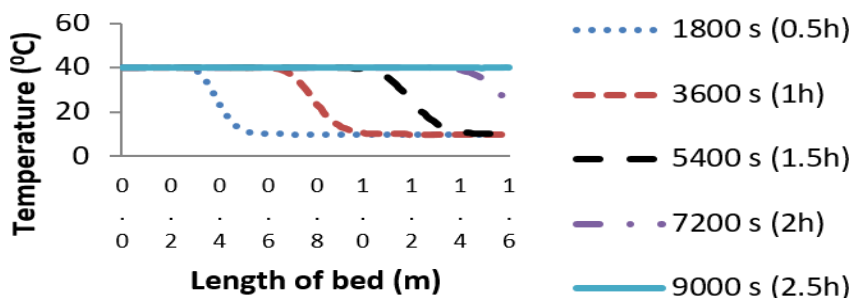 Temperature (⁰C)
60
40
20
0
0.0
0.2
0.4
0.6
0.8
1.0
1.2
1.4
1.6
Length of bed (m)
1800 s (0.5h)
3600 s (1h)
5400 s (1.5h)
7200 s (2h)
9000 s (2.5h)